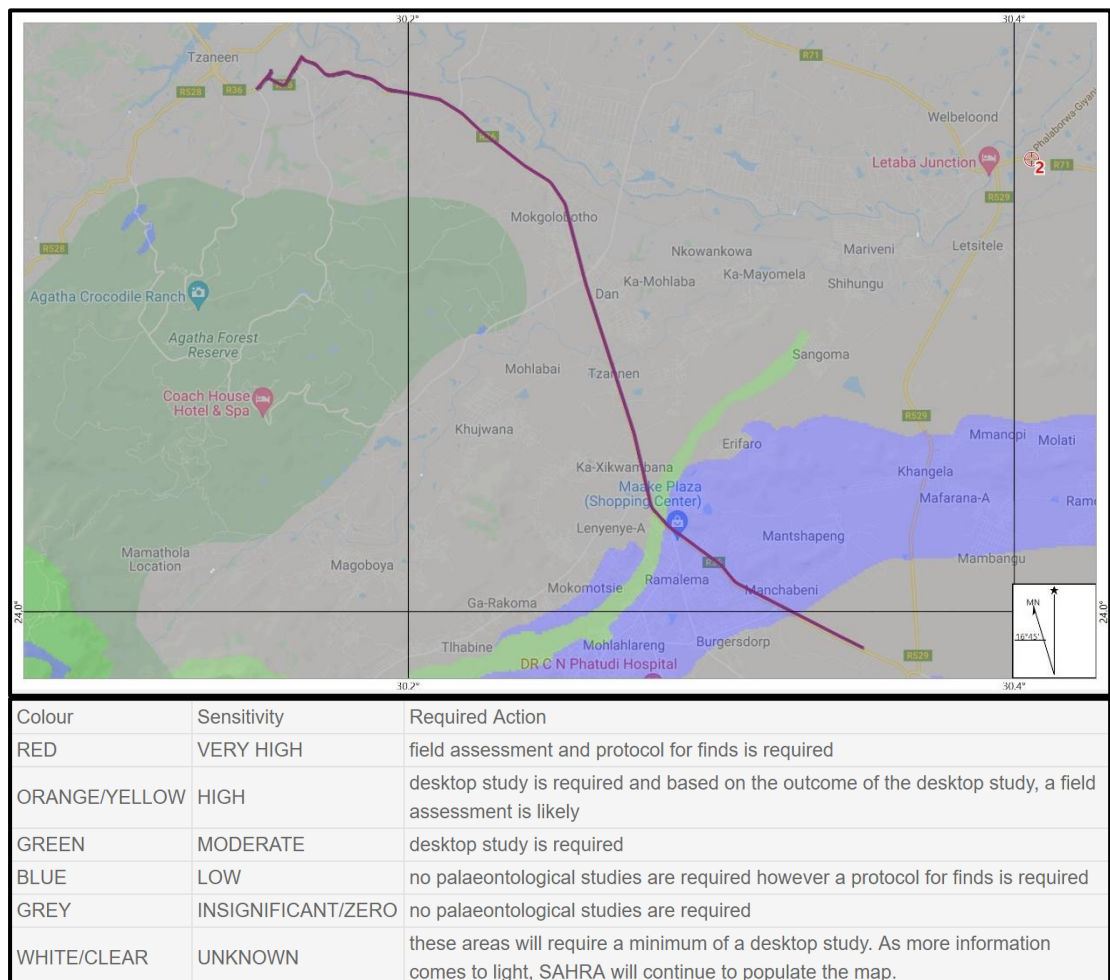 30.2°
30.4°
Tzaneen
R71
R528
R36
Welbeloond
Phalaborwa-Giyani
R36
Letaba Junction
R71
2
R529
Mokgolobotho
R528
Nkowankowa
Mariveni
Letsitele
Ka-Mohlaba
Ka-Mayomela
Shihungu
Dan
Agatha Crocodile Ranch
Agatha Forest
Reserve
Sangoma
Mohlabai
Tzannen
Coach House
Hotel & Spa
R529
Khujwana
Erifaro
Mmanopi
Molati
Ka-Xikwambana
Khangela
Maake Plaza
(Shopping Center)
Mafarana-A
Lenyenye-A
Mantshapeng
Mamathola
Location
Magoboya
Mambangu
Mokomotsie
Ramalema
Manchabeni
Ga-Rakoma
24.0°
24.0°
MN
16°45'
Tlhabine
Mohlahlareng
Burgersdorp
DR C N Phatudi Hospital
R529
30.2°
30.4°
Colour Sensitivity Required Action
RED VERY HIGH field assessment and protocol for finds is required
ORANGE/YELLOW HIGH desktop study is required and based on the outcome of the desktop study, a field
assessment is likely
GREEN MODERATE desktop study is required
BLUE LOW no palaeontological studies are required however a protocol for finds is required
GREY INSIGNIFICANT/ZERO no palaeontological studies are required
WHITE/CLEAR UNKNOWN these areas will require a minimum of a desktop study. As more information
comes to light, SAHRA will continue to populate the map.